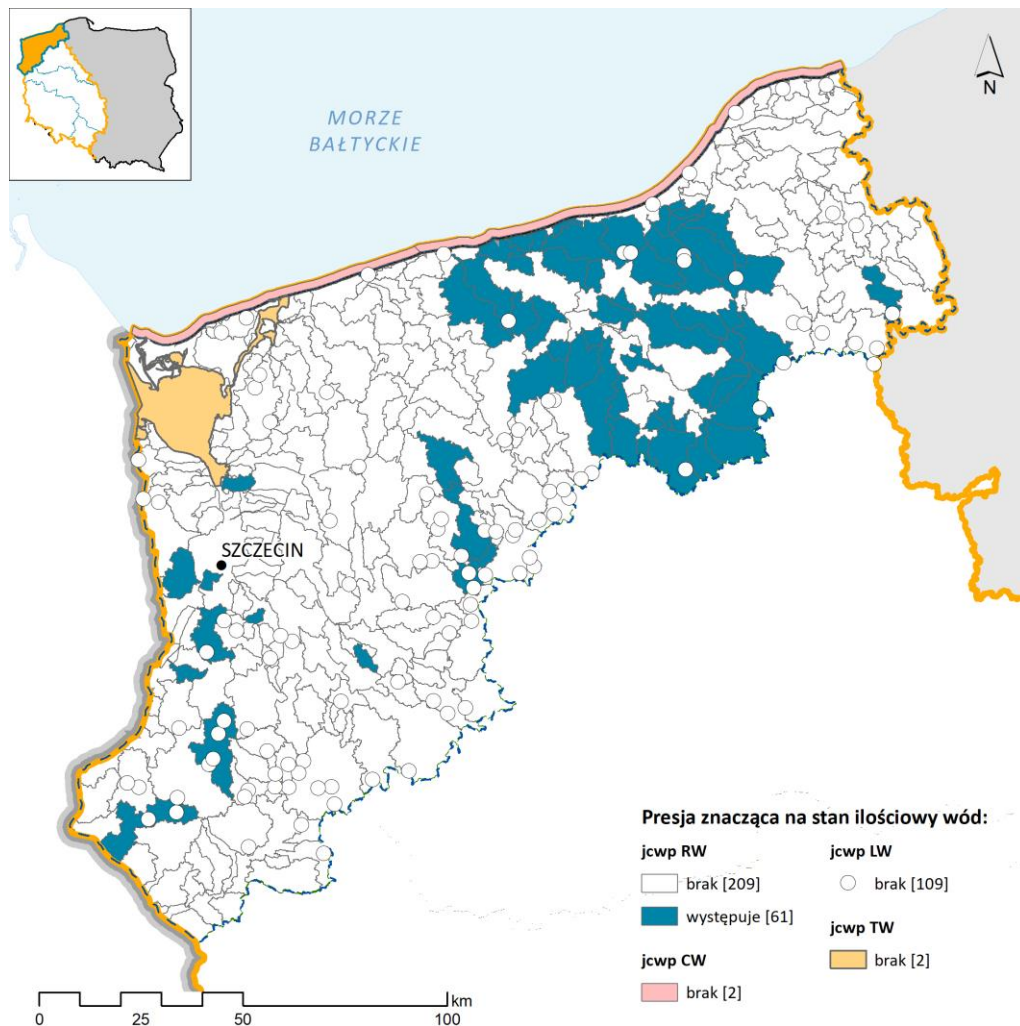 N
MORZE
BAŁTYCKIE
SZCZECIN
Presja znacząca na stan ilościowy wód:
jcwp RW
brak [209]
występuje [61]
jcwp CW
brak [2]
jcwp LW
brak [109]
jcwp TW
brak [2]
km
0 25 50 100